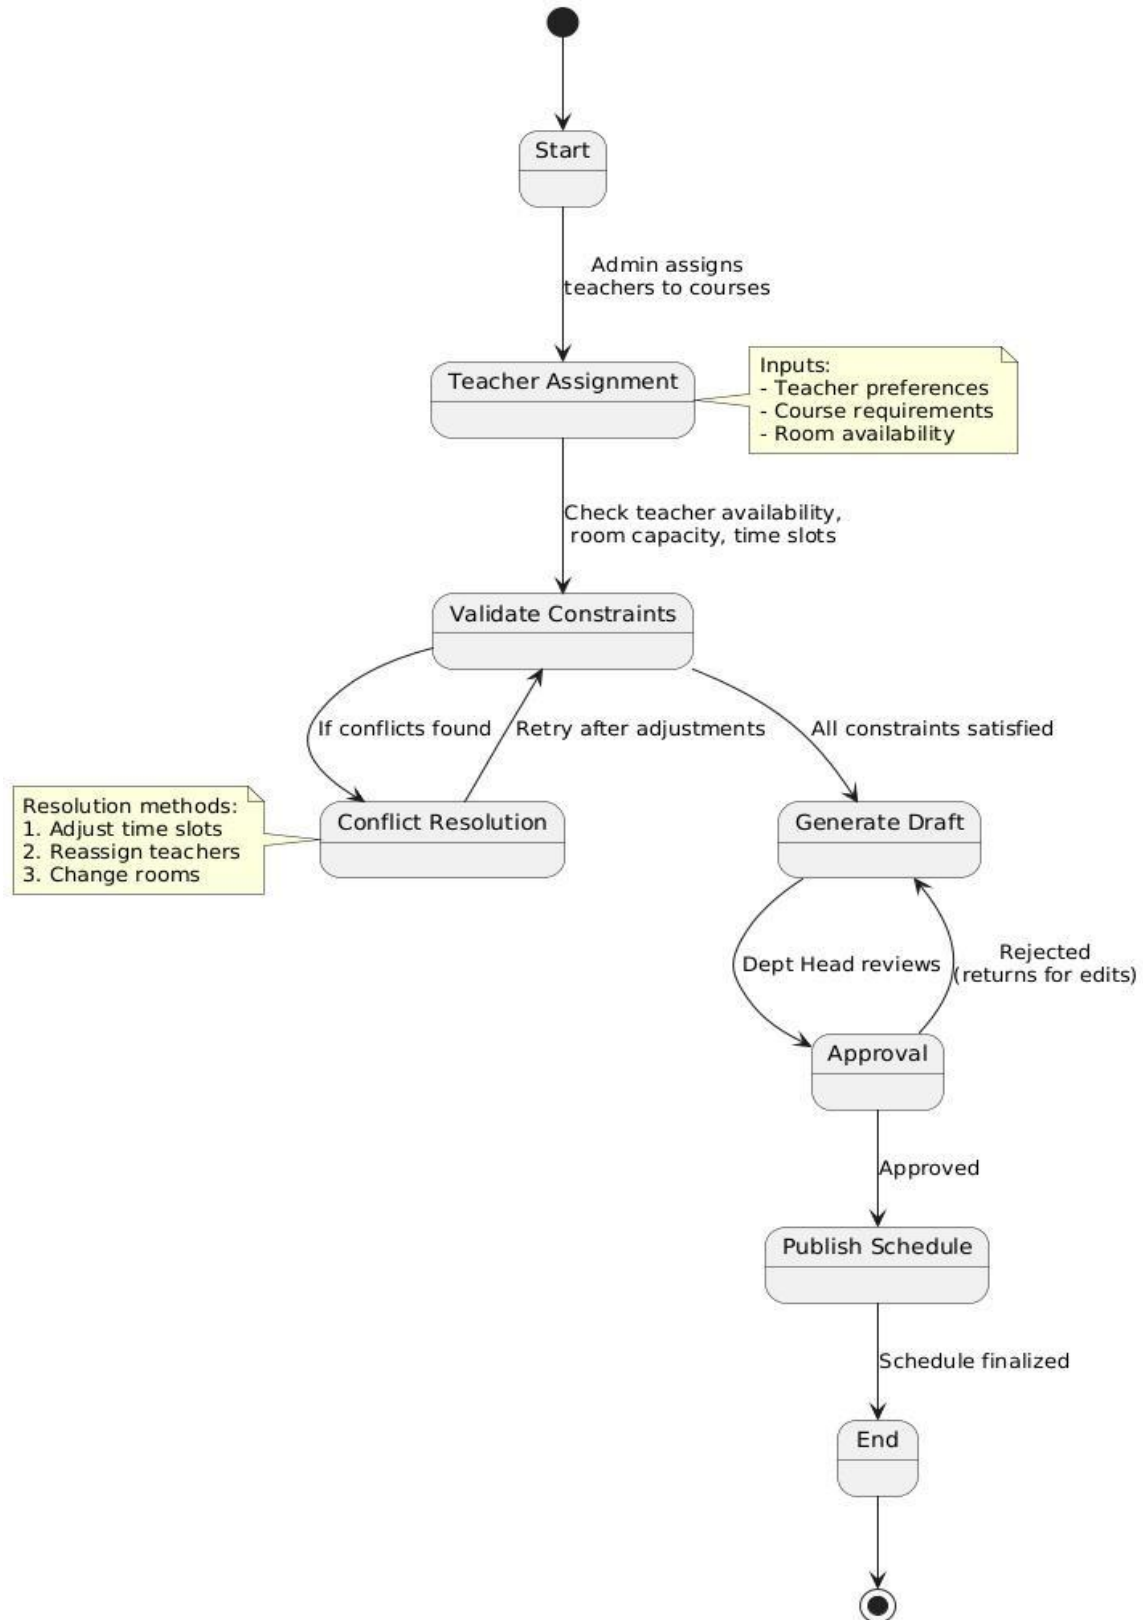 Start
Admin assigns
teachers to courses
Teacher Assignment
Inputs:
- Teacher preferences
- Course requirements
- Room availability
Check teacher availability,
room capacity, time slots
Validate Constraints
If conflicts found
Retry after adjustments
All constraints satisfied
Resolution methods:
1. Adjust time slots
2. Reassign teachers
3. Change rooms
Conflict Resolution
Generate Draft
Dept Head reviews
Rejected
(returns for edits)
Approval
Approved
Publish Schedule
Schedule finalized
End